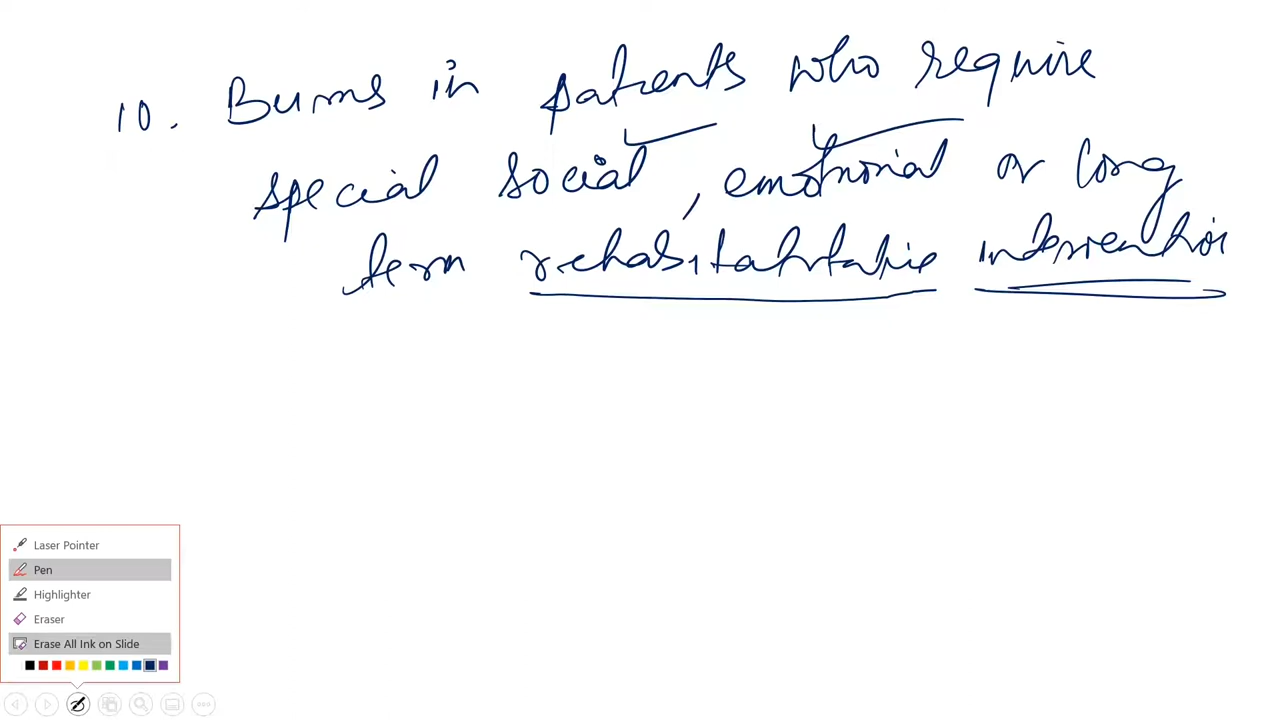 10. Burns in patients who require
special social, emotional or long
term rehabilitative intervention
Laser Pointer
Pen
Highlighter
Eraser
Erase All Ink on Slide